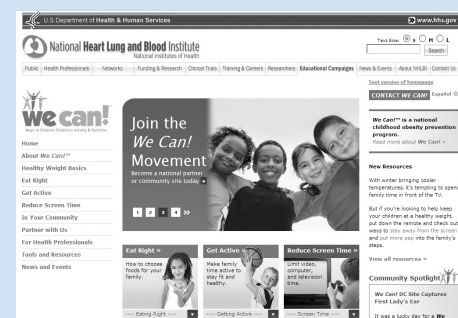 U.S. Department of Health & Human Services
www.hhs.gov
National Heart Lung and Blood Institute
National Institutes of Health
Text Size: S M L
Search
Public
Health Professionals
Networks
Funding & Research
Clinical Trials
Training & Careers
Researchers
Educational Campaigns
News & Events
About NHLBI
Contact Us
We can!
Ways to Enhance Children's Activity & Nutrition
Home
About We Can!™
Healthy Weight Basics
Eat Right
Get Active
Reduce Screen Time
In Your Community
Partner with Us
For Health Professionals
Tools and Resources
News and Events
Join the
We Can!
Movement
Become a national partner
or community site today »
1 2 3 4 »
Eat Right »
How to choose
foods for your
family.
---- Eating Right ----
Get Active »
Make family
time active to
stay fit and
healthy.
---- Getting Active ----
Reduce Screen Time »
Limit video,
computer,
and television
time.
---- Screen Time ----
Text version of homepage
CONTACT WE CAN!
Español
We Can!™ is a national
childhood obesity prevention
program.
Read more about We Can! »
New Resources
With winter bringing cooler
temperatures, it's tempting to spend
family time in front of the TV.
But if you're looking to help keep
your children at a healthy weight,
put down the remote and check out
ways to stay away from the screen
and put more pep into the family's
steps.
View all resources »
Community Spotlight
We Can! DC Site Captures
First Lady's Ear
It was a lucky day for a We